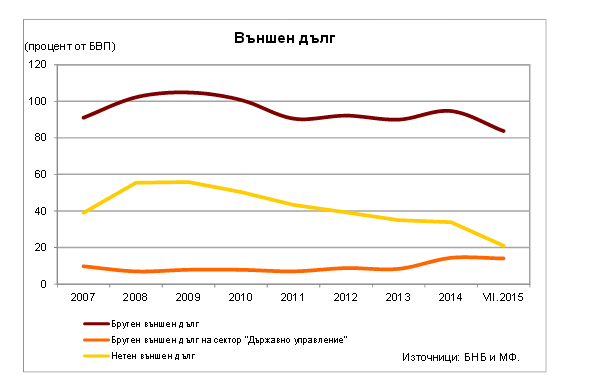 Външен дълг
(процент от БВП)
120
100
80
60
40
20
0
2007 2008 2009 2010 2011 2012 2013 2014 VII.2015
Брутен външен дълг
Брутен външен дълг на сектор "Държавно управление"
Нетен външен дълг
Източници: БНБ и МФ.